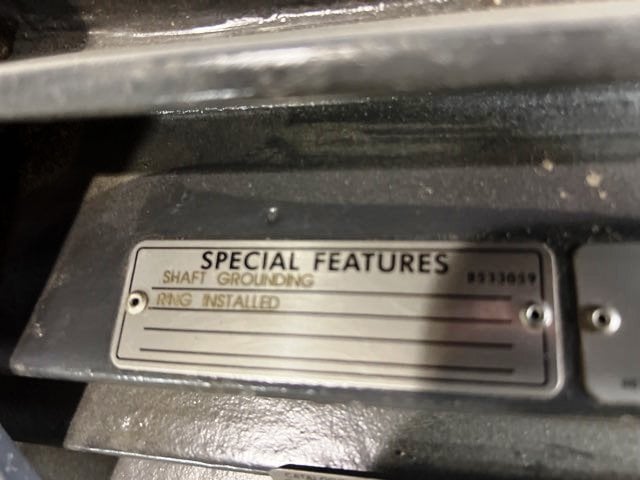 SPECIAL FEATURES
SHAFT GROUNDING
RING INSTALLED